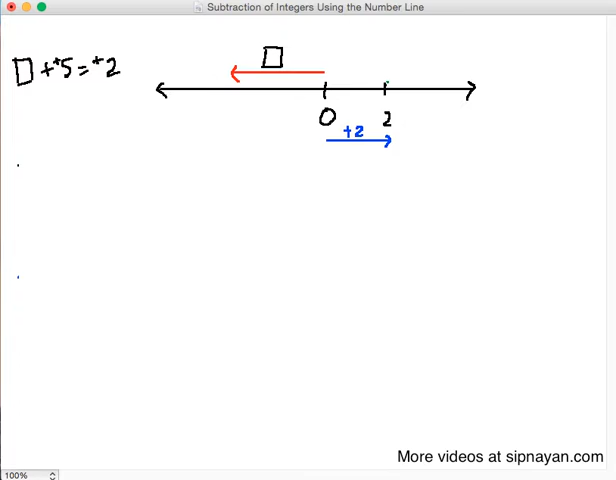 Subtraction of Integers Using the Number Line
□ + +5 = +2
□
0 2
+2
More videos at sipnayan.com
100%